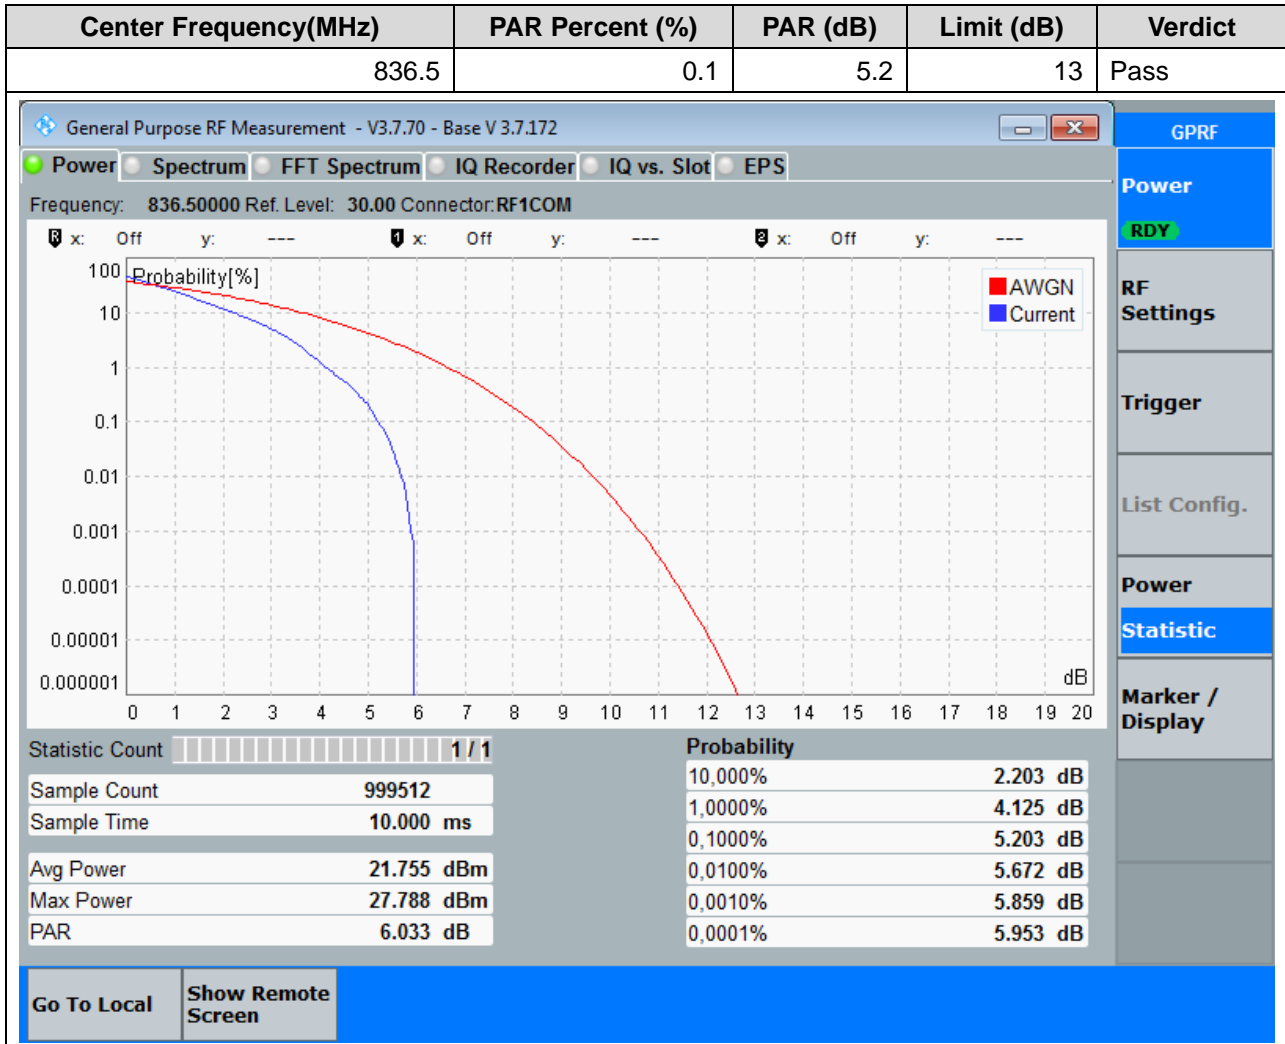 Center Frequency(MHz) PAR Percent (%) PAR (dB) Limit (dB) Verdict
836.5 0.1 5.2 13 Pass
General Purpose RF Measurement - V3.7.70 - Base V 3.7.172
GPRF
Power Spectrum FFT Spectrum IQ Recorder IQ vs. Slot EPS
Power
RDY
Frequency: 836.50000 Ref. Level: 30.00 Connector: RF1COM
R x: Off y: --- 1 x: Off y: --- 2 x: Off y: ---
Probability[%]
AWGN
Current
100
10
1
0.1
0.01
0.001
0.0001
0.00001
0.000001
dB
0 1 2 3 4 5 6 7 8 9 10 11 12 13 14 15 16 17 18 19 20
RF
Settings
Trigger
List Config.
Power
Statistic
Marker /
Display
Statistic Count 1 / 1
Sample Count 999512
Sample Time 10.000 ms
Avg Power 21.755 dBm
Max Power 27.788 dBm
PAR 6.033 dB
Probability
10,000% 2.203 dB
1,0000% 4.125 dB
0,1000% 5.203 dB
0,0100% 5.672 dB
0,0010% 5.859 dB
0,0001% 5.953 dB
Go To Local
Show Remote
Screen